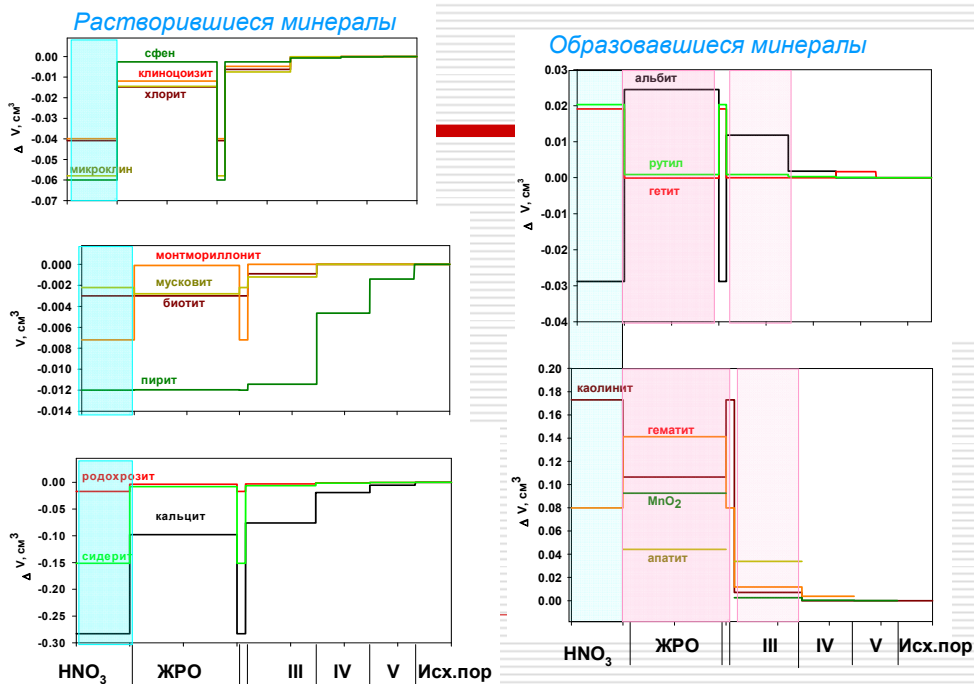 Растворившиеся минералы
0.00
-0.01
-0.02
-0.03
-0.04
-0.05
-0.06
-0.07
Δ V, см³
сфен
клиноцоизит
хлорит
микроклин
0.000
-0.002
-0.004
-0.006
-0.008
-0.010
-0.012
-0.014
V, см³
монтмориллонит
мусковит
биотит
пирит
0.00
-0.05
-0.10
-0.15
-0.20
-0.25
-0.30
Δ V, см³
родохрозит
кальцит
сидерит
HNO₃ ЖРО III IV V Исх.пор
Образовавшиеся минералы
0.03
0.02
0.01
0.00
-0.01
-0.02
-0.03
-0.04
Δ V, см³
альбит
рутил
гетит
0.20
0.18
0.16
0.14
0.12
0.10
0.08
0.06
0.04
0.02
0.00
Δ V, см³
каолинит
гематит
MnO₂
апатит
HNO₃ ЖРО III IV V Исх.пор